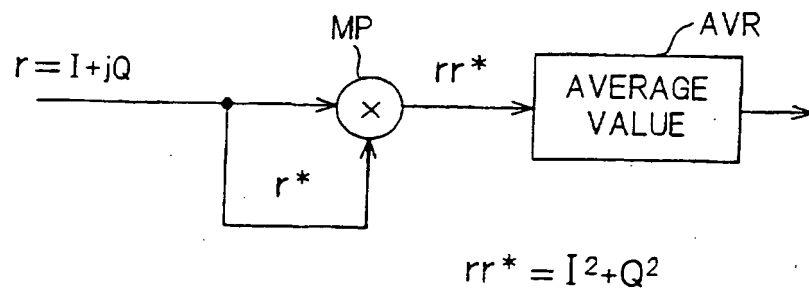 MP
AVR
r=I+jQ
rr*
AVERAGE
VALUE
×
r*
rr*=I²+Q²